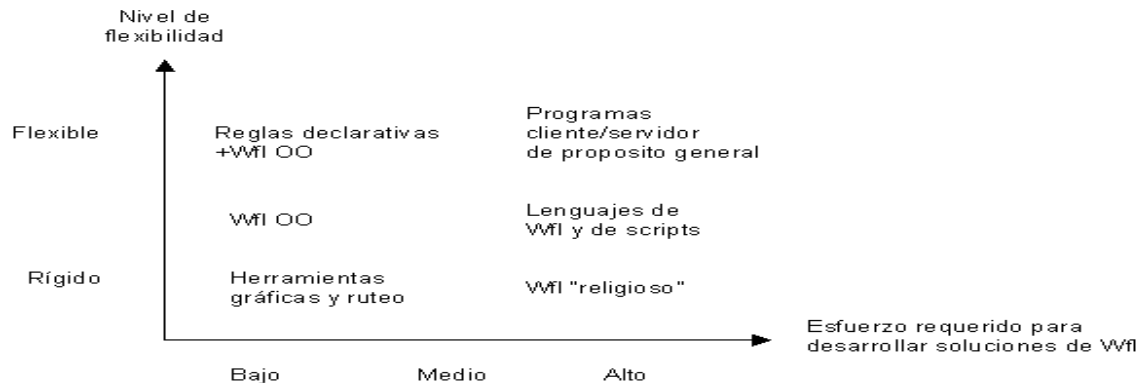 Nivel de
flexibilidad
Flexible
Reglas declarativas
+Wfl OO
Programas
cliente/servidor
de proposito general
Wfl OO
Lenguajes de
Wfl y de scripts
Rígido
Herramientas
gráficas y ruteo
Wfl "religioso"
Esfuerzo requerido para
desarrollar soluciones de Wfl
Bajo
Medio
Alto